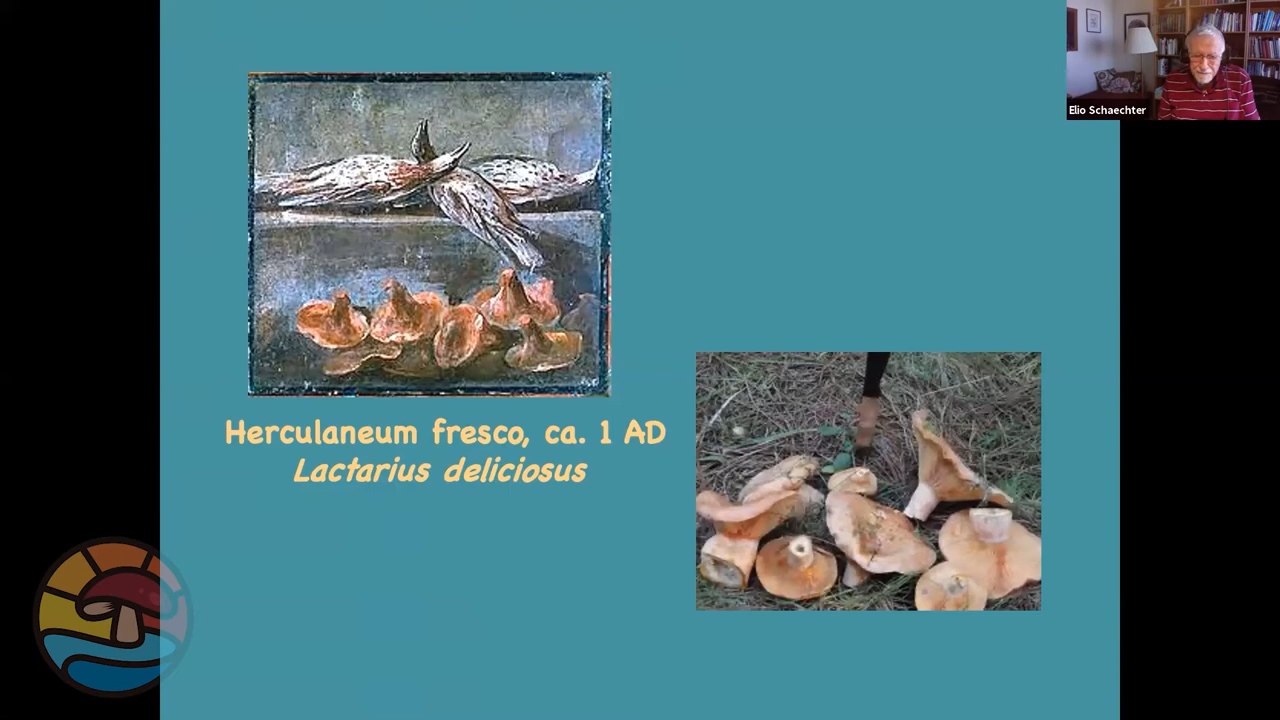 Elio Schaechter
Herculaneum fresco, ca. 1 AD
Lactarius deliciosus